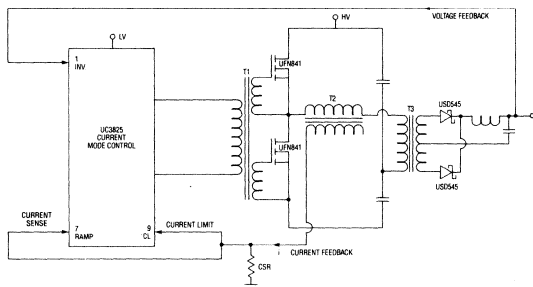 VOLTAGE FEEDBACK
LV
HV
1
INV
UFN841
T1
T2
T3
USD545
UC3825
CURRENT
MODE CONTROL
UFN841
USD545
CURRENT
SENSE
7
RAMP
9
CL
CURRENT LIMIT
CURRENT FEEDBACK
CSR